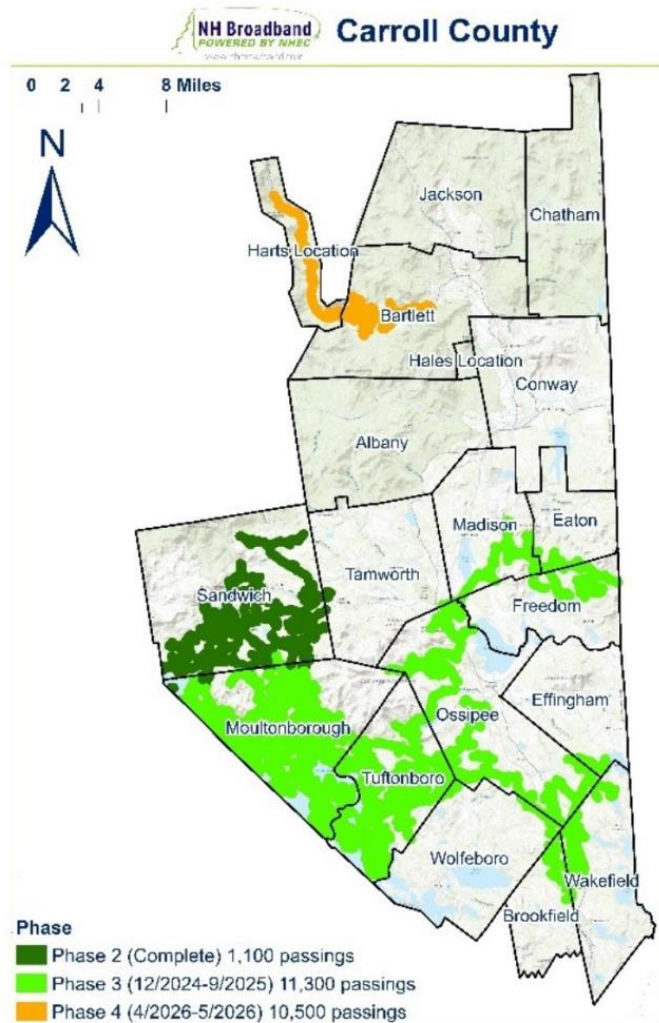 NH Broadband
POWERED BY NHEC
Carroll County
0 2 4 8 Miles
N
Jackson
Chatham
Harts Location
Bartlett
Hales Location
Conway
Albany
Madison
Eaton
Sandwich
Tamworth
Freedom
Effingham
Moultonborough
Ossipee
Tuftonboro
Wolfeboro
Wakefield
Brookfield
Phase
Phase 2 (Complete) 1,100 passings
Phase 3 (12/2024-9/2025) 11,300 passings
Phase 4 (4/2026-5/2026) 10,500 passings